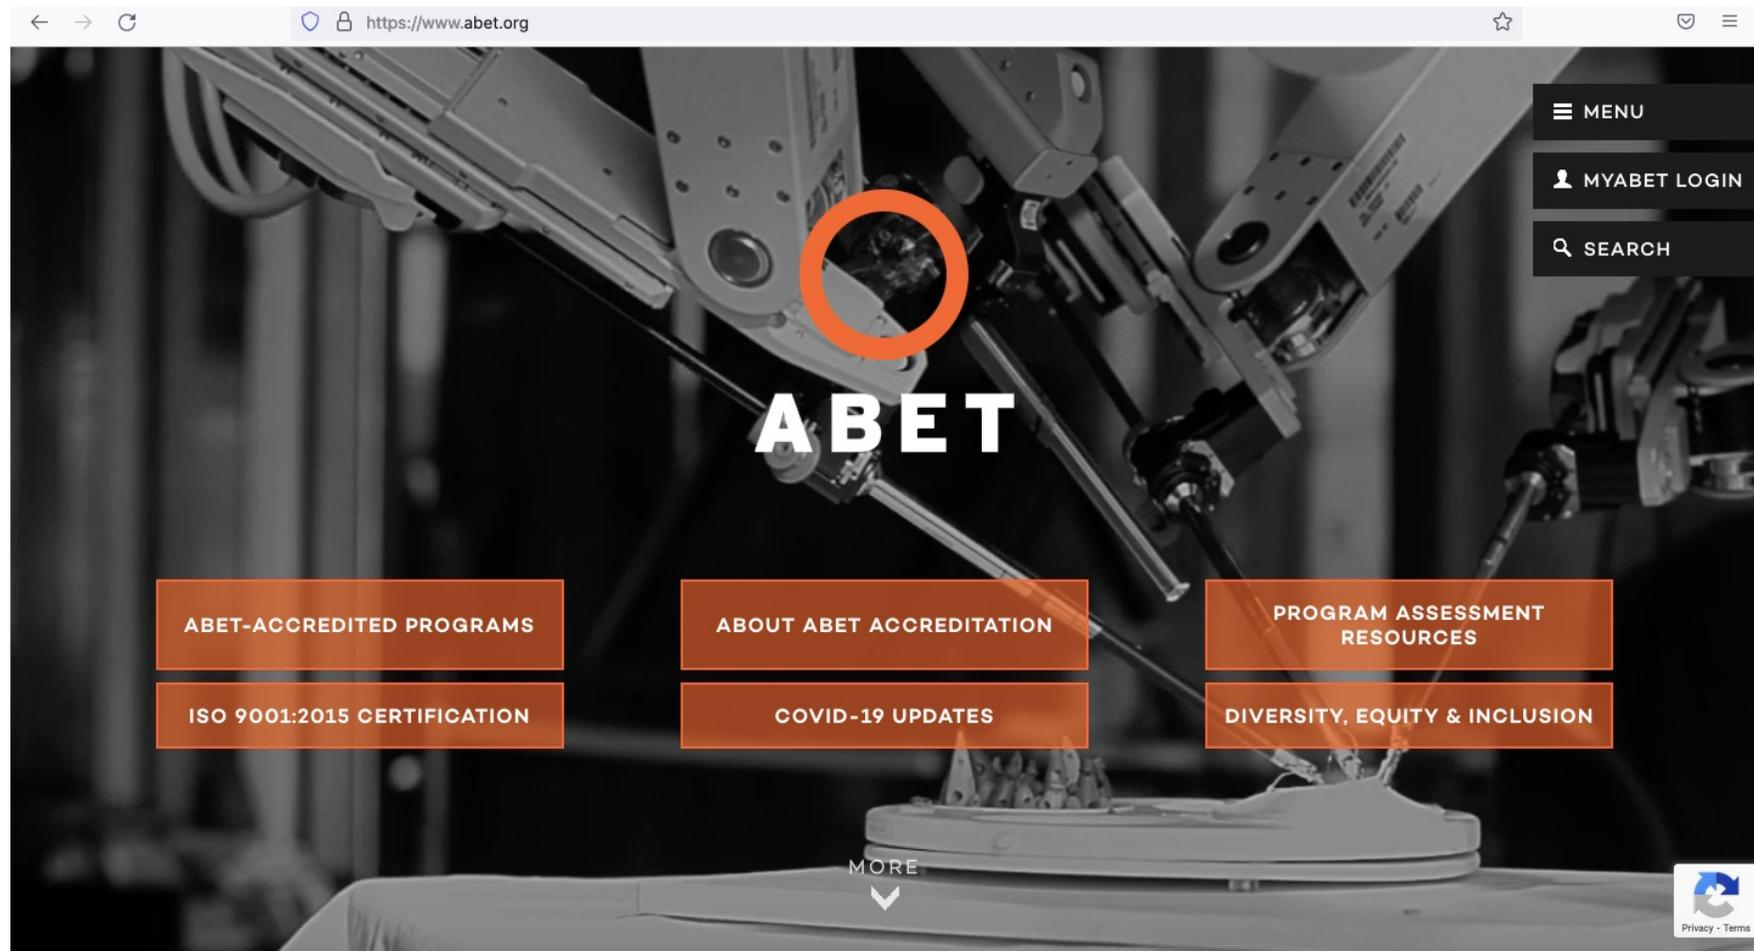 https://www.abet.org
MENU
MYABET LOGIN
SEARCH
ABET
ABET-ACCREDITED PROGRAMS
ABOUT ABET ACCREDITATION
PROGRAM ASSESSMENT
RESOURCES
ISO 9001:2015 CERTIFICATION
COVID-19 UPDATES
DIVERSITY, EQUITY & INCLUSION
MORE
Privacy - Terms